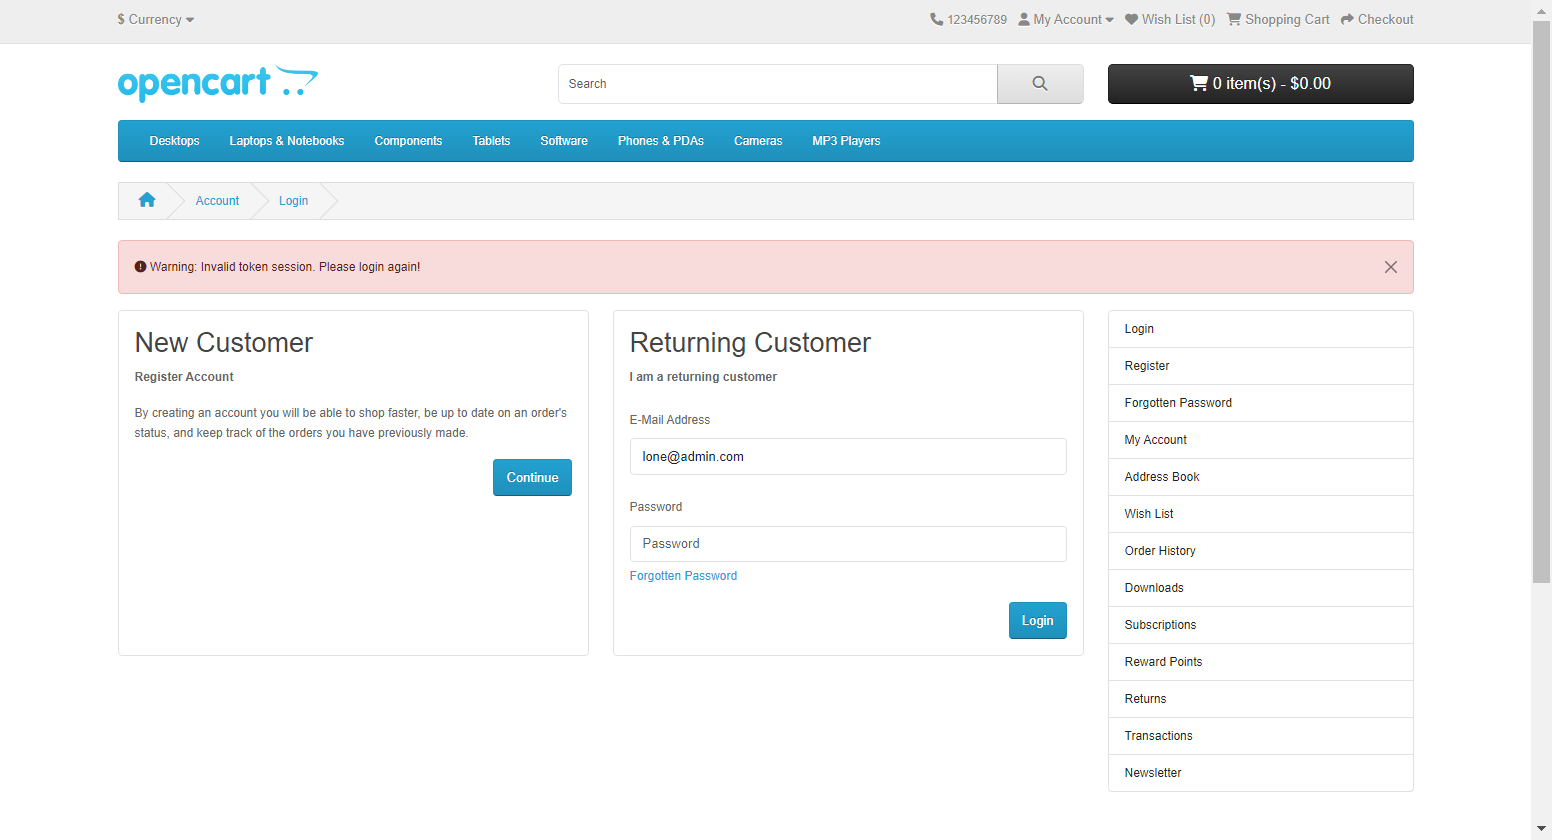 $ Currency
123456789 My Account Wish List (0) Shopping Cart Checkout
opencart
Search
0 item(s) - $0.00
Desktops Laptops & Notebooks Components Tablets Software Phones & PDAs Cameras MP3 Players
Account Login
Warning: Invalid token session. Please login again!
New Customer
Register Account
By creating an account you will be able to shop faster, be up to date on an order's
status, and keep track of the orders you have previously made.
Continue
Returning Customer
I am a returning customer
E-Mail Address
lone@admin.com
Password
Password
Forgotten Password
Login
Login
Register
Forgotten Password
My Account
Address Book
Wish List
Order History
Downloads
Subscriptions
Reward Points
Returns
Transactions
Newsletter